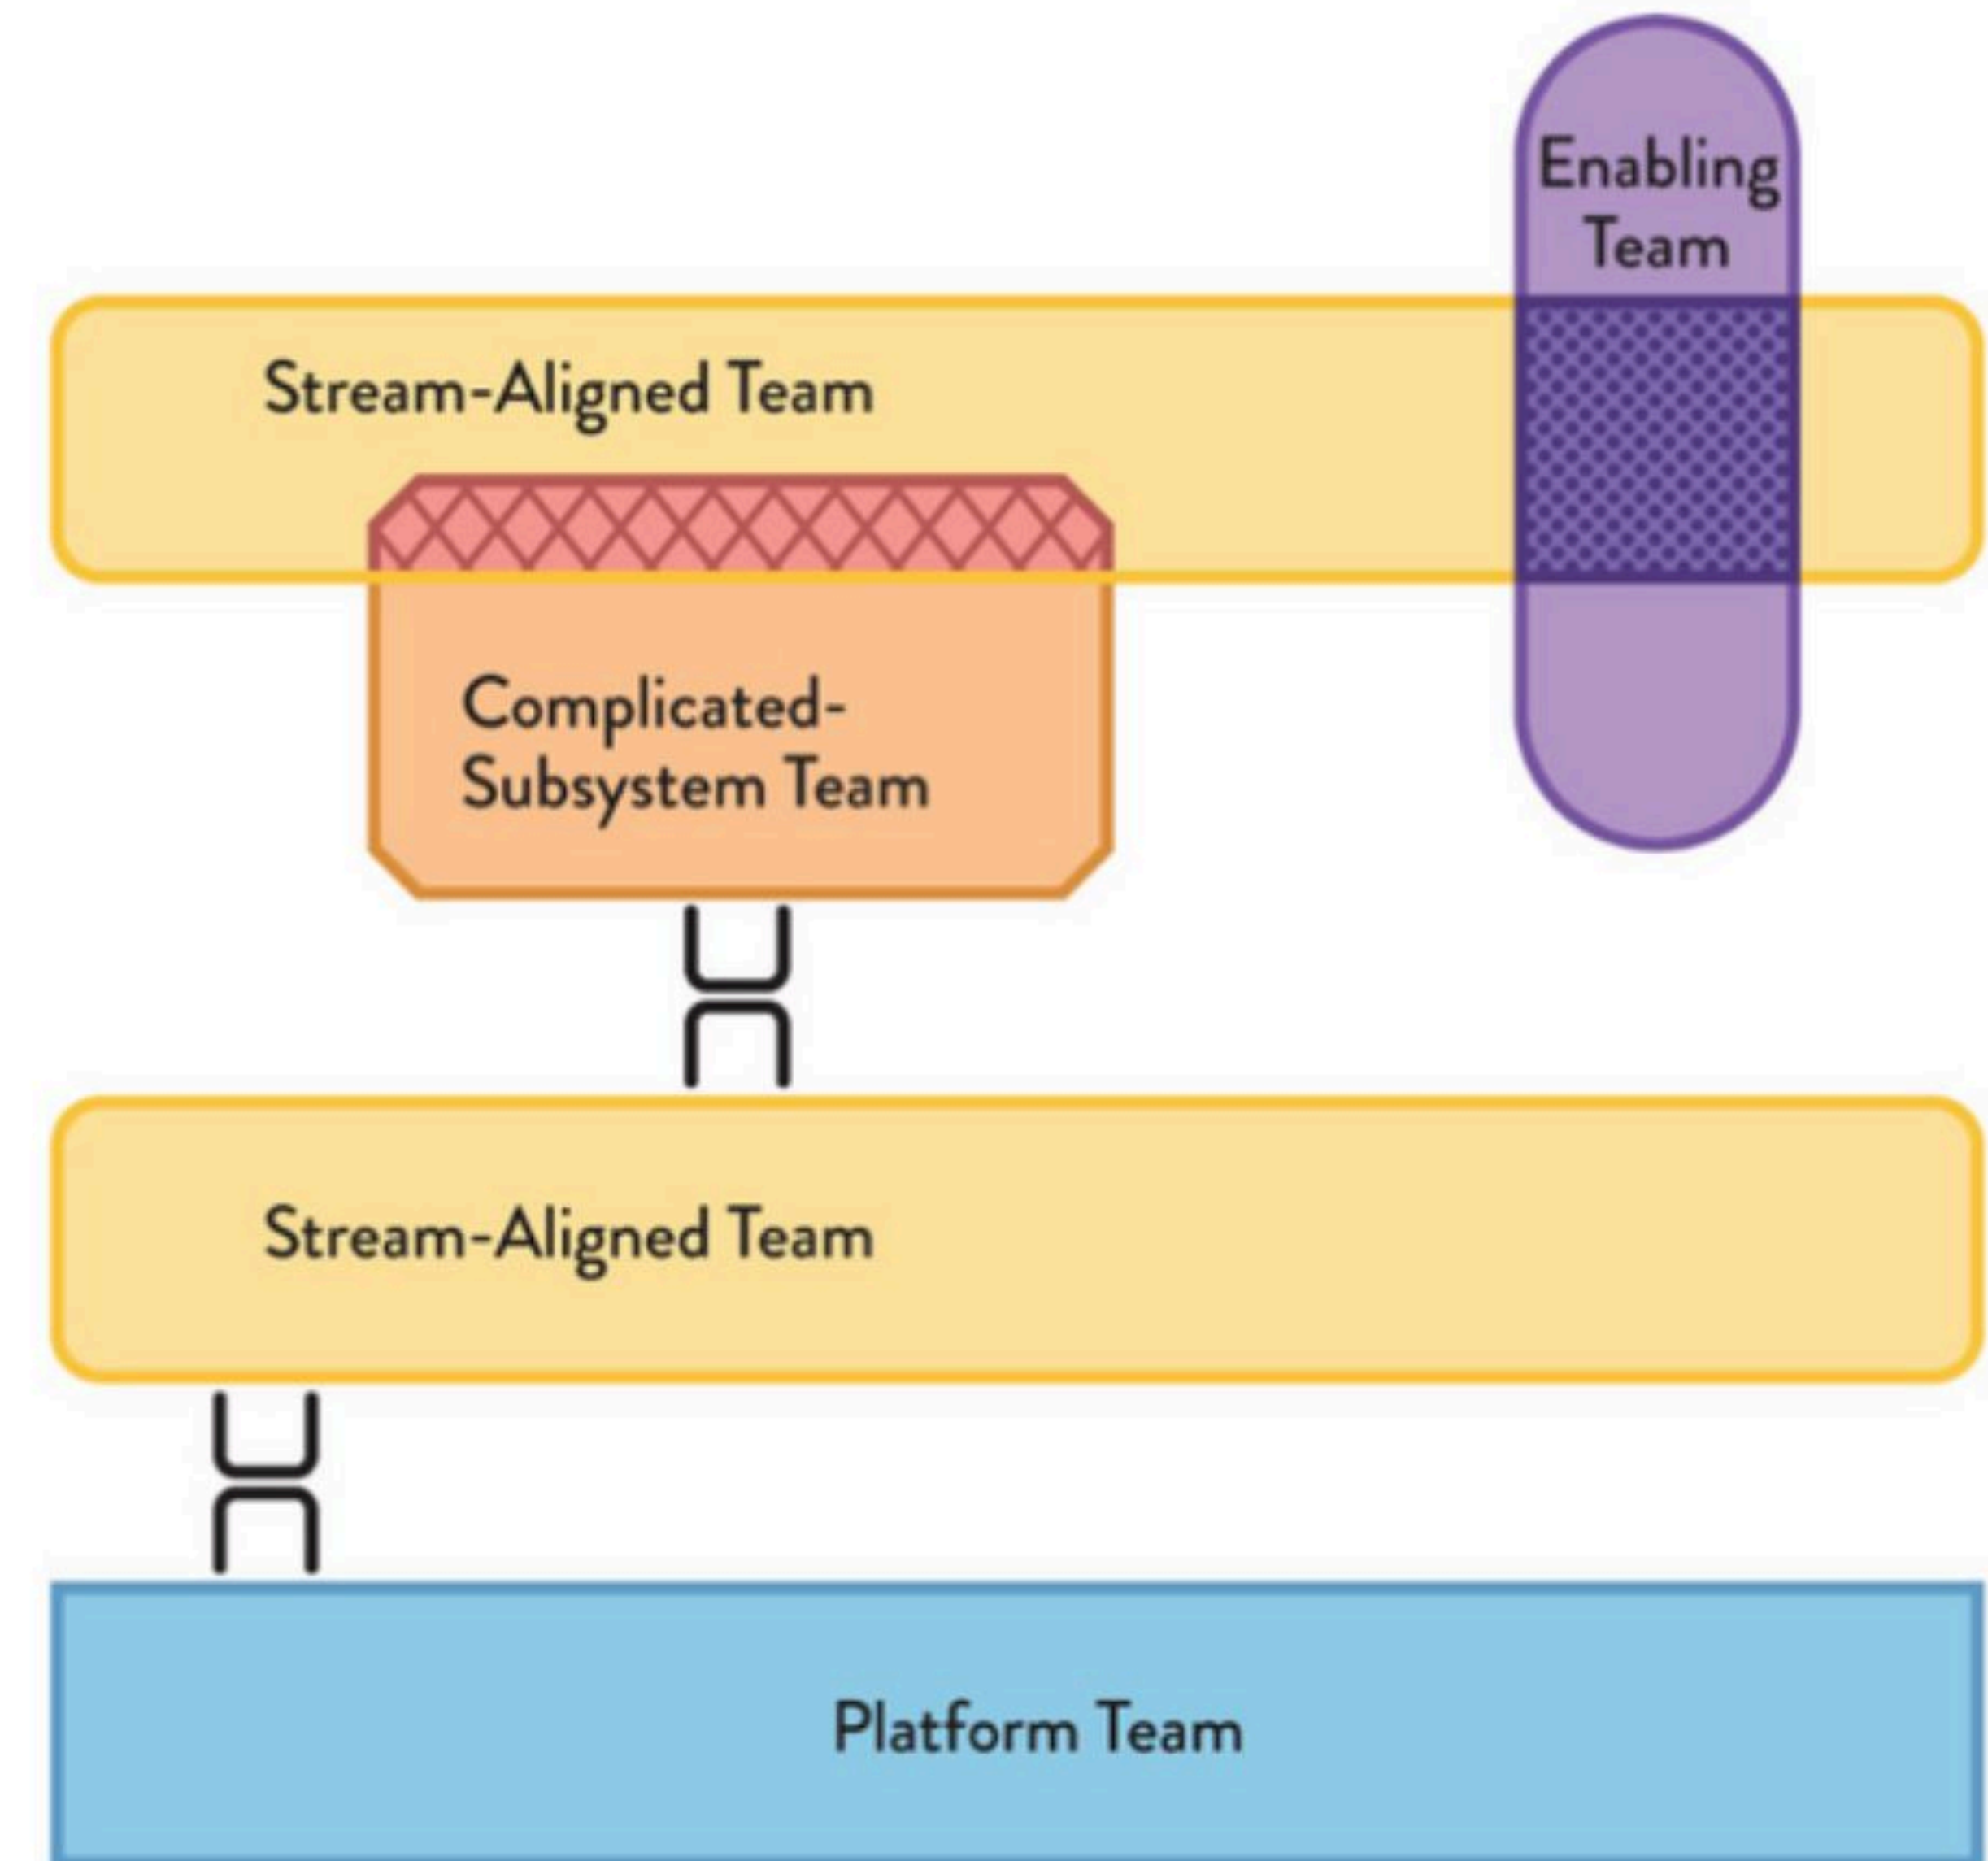 Enabling
Team
Stream-Aligned Team
Complicated-
Subsystem Team
Stream-Aligned Team
Platform Team